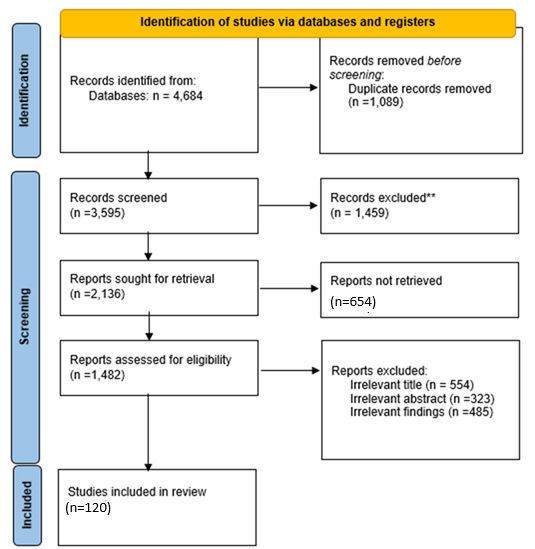 Identification of studies via databases and registers
Identification
Records identified from:
Databases: n = 4,684
Records removed before
screening:
Duplicate records removed
(n =1,089)
Screening
Records screened
(n =3,595)
Records excluded**
(n = 1,459)
Reports sought for retrieval
(n =2,136)
Reports not retrieved
(n=654)
Reports assessed for eligibility
(n =1,482)
Reports excluded:
Irrelevant title (n = 554)
Irrelevant abstract (n =323)
Irrelevant findings (n =485)
Included
Studies included in review
(n=120)